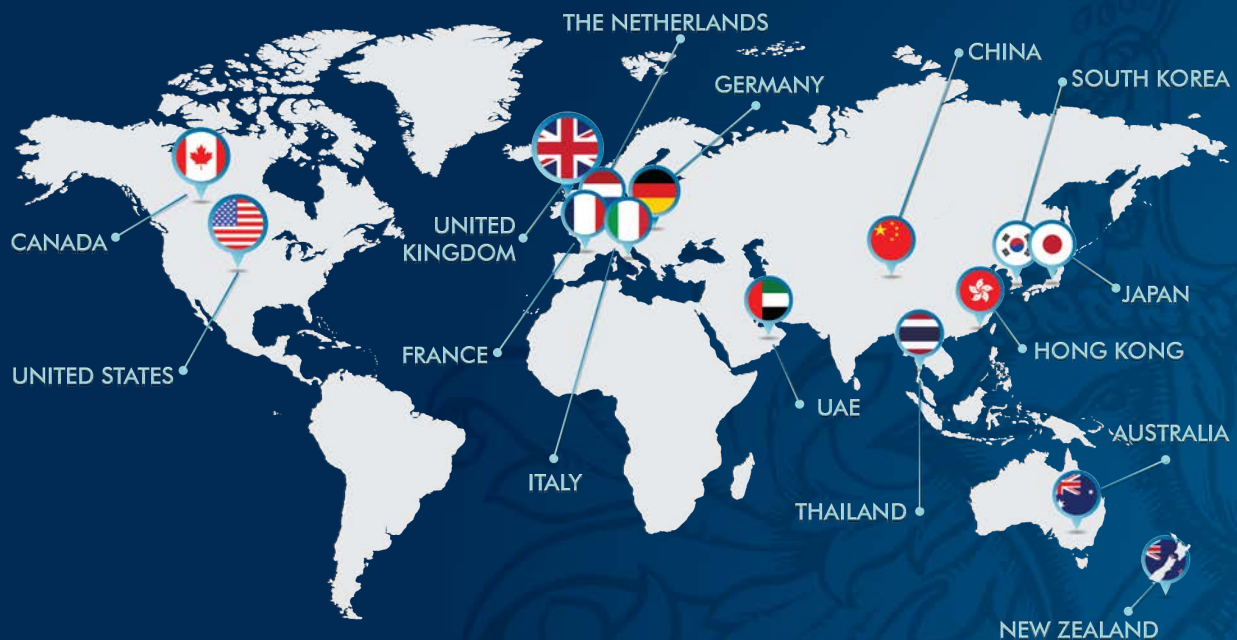 THE NETHERLANDS
CHINA
GERMANY
SOUTH KOREA
UNITED
KINGDOM
CANADA
JAPAN
FRANCE
HONG KONG
UNITED STATES
UAE
AUSTRALIA
ITALY
THAILAND
NEW ZEALAND